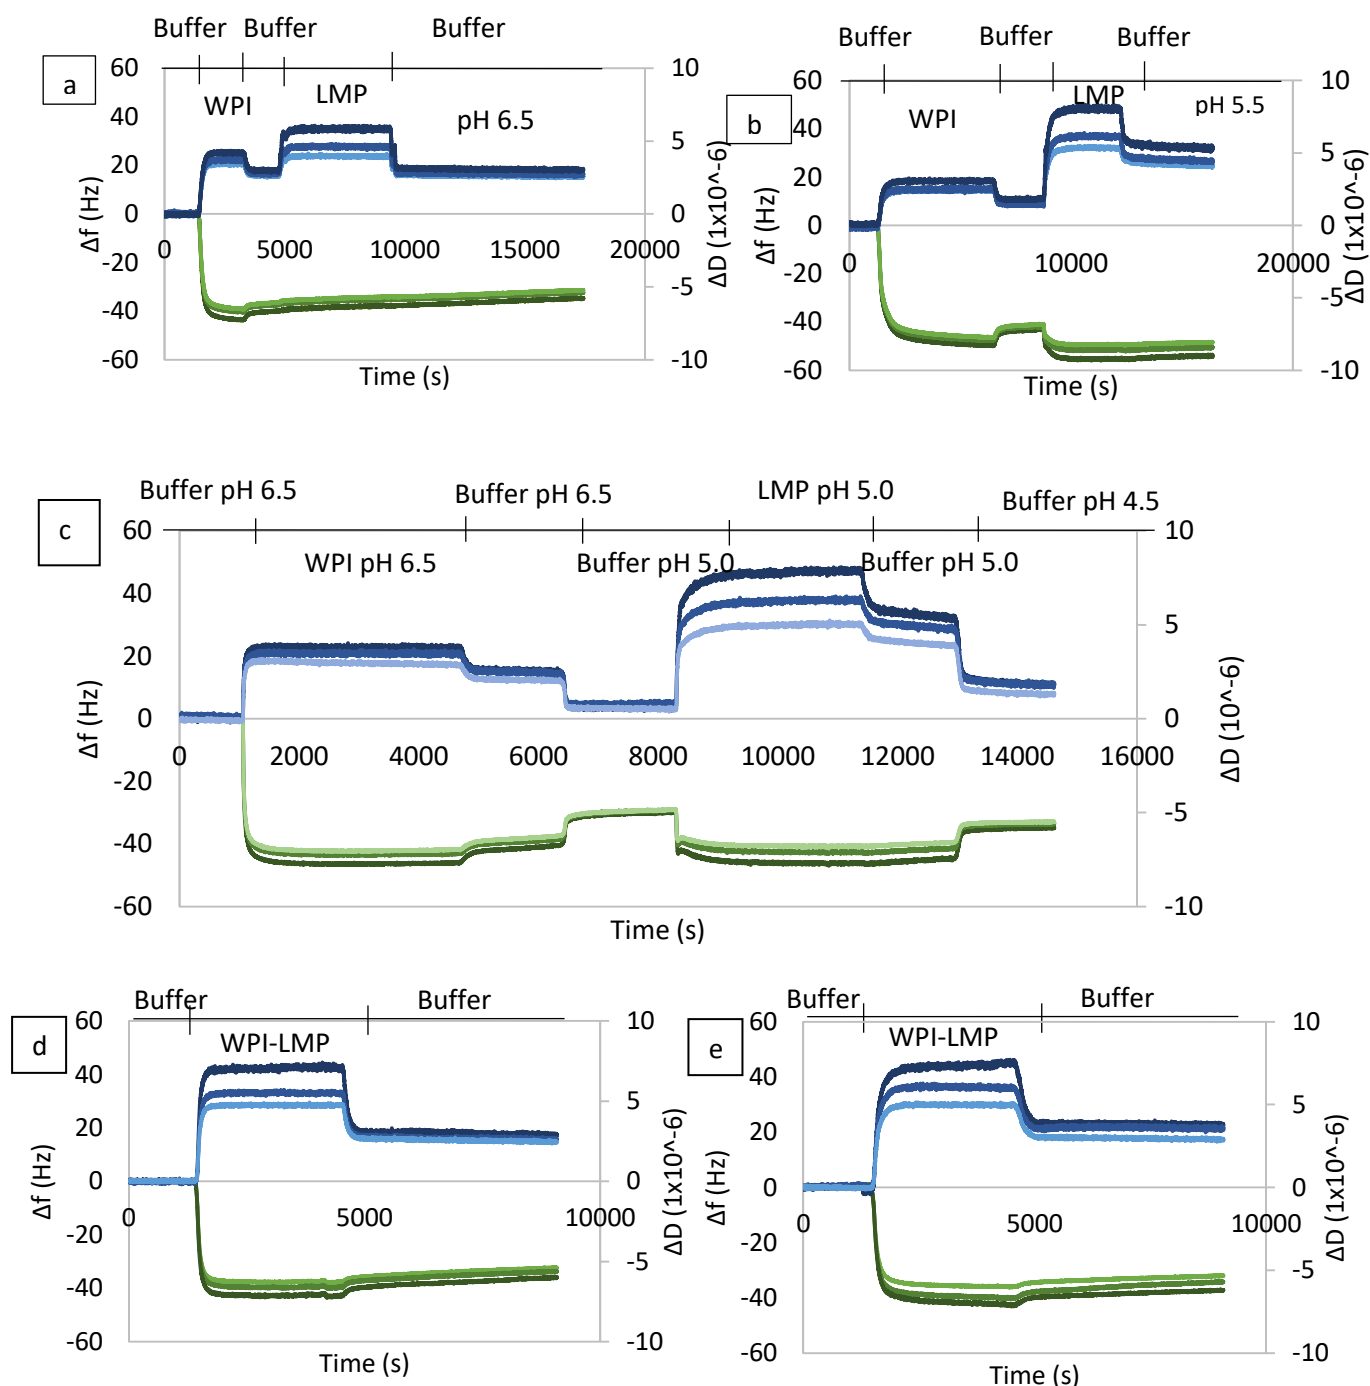 Buffer Buffer Buffer
a
60 10
WPI LMP pH 6.5
40
20 5
0 0
0 5000 10000 15000 20000
-20
-40 -5
-60 -10
Δf (Hz)
ΔD (1x10^-6)
Time (s)
Buffer Buffer Buffer
b
60 10
WPI LMP pH 5.5
40
20 5
0 0
0 10000 20000
-20
-40 -5
-60 -10
Δf (Hz)
ΔD (1x10^-6)
Time (s)
Buffer pH 6.5 Buffer pH 6.5 LMP pH 5.0 Buffer pH 4.5
c
60 10
WPI pH 6.5 Buffer pH 5.0 Buffer pH 5.0
40
20 5
0 0
0 2000 4000 6000 8000 10000 12000 14000 16000
-20
-40 -5
-60 -10
Δf (Hz)
ΔD (10^-6)
Time (s)
Buffer Buffer
d
60 10
WPI-LMP
40
20 5
0 0
0 5000 10000
-20
-40 -5
-60 -10
Δf (Hz)
ΔD (1x10^-6)
Time (s)
Buffer Buffer
e
60 10
WPI-LMP
40
20 5
0 0
0 5000 10000
-20
-40 -5
-60 -10
Δf (Hz)
ΔD (1x10^-6)
Time (s)